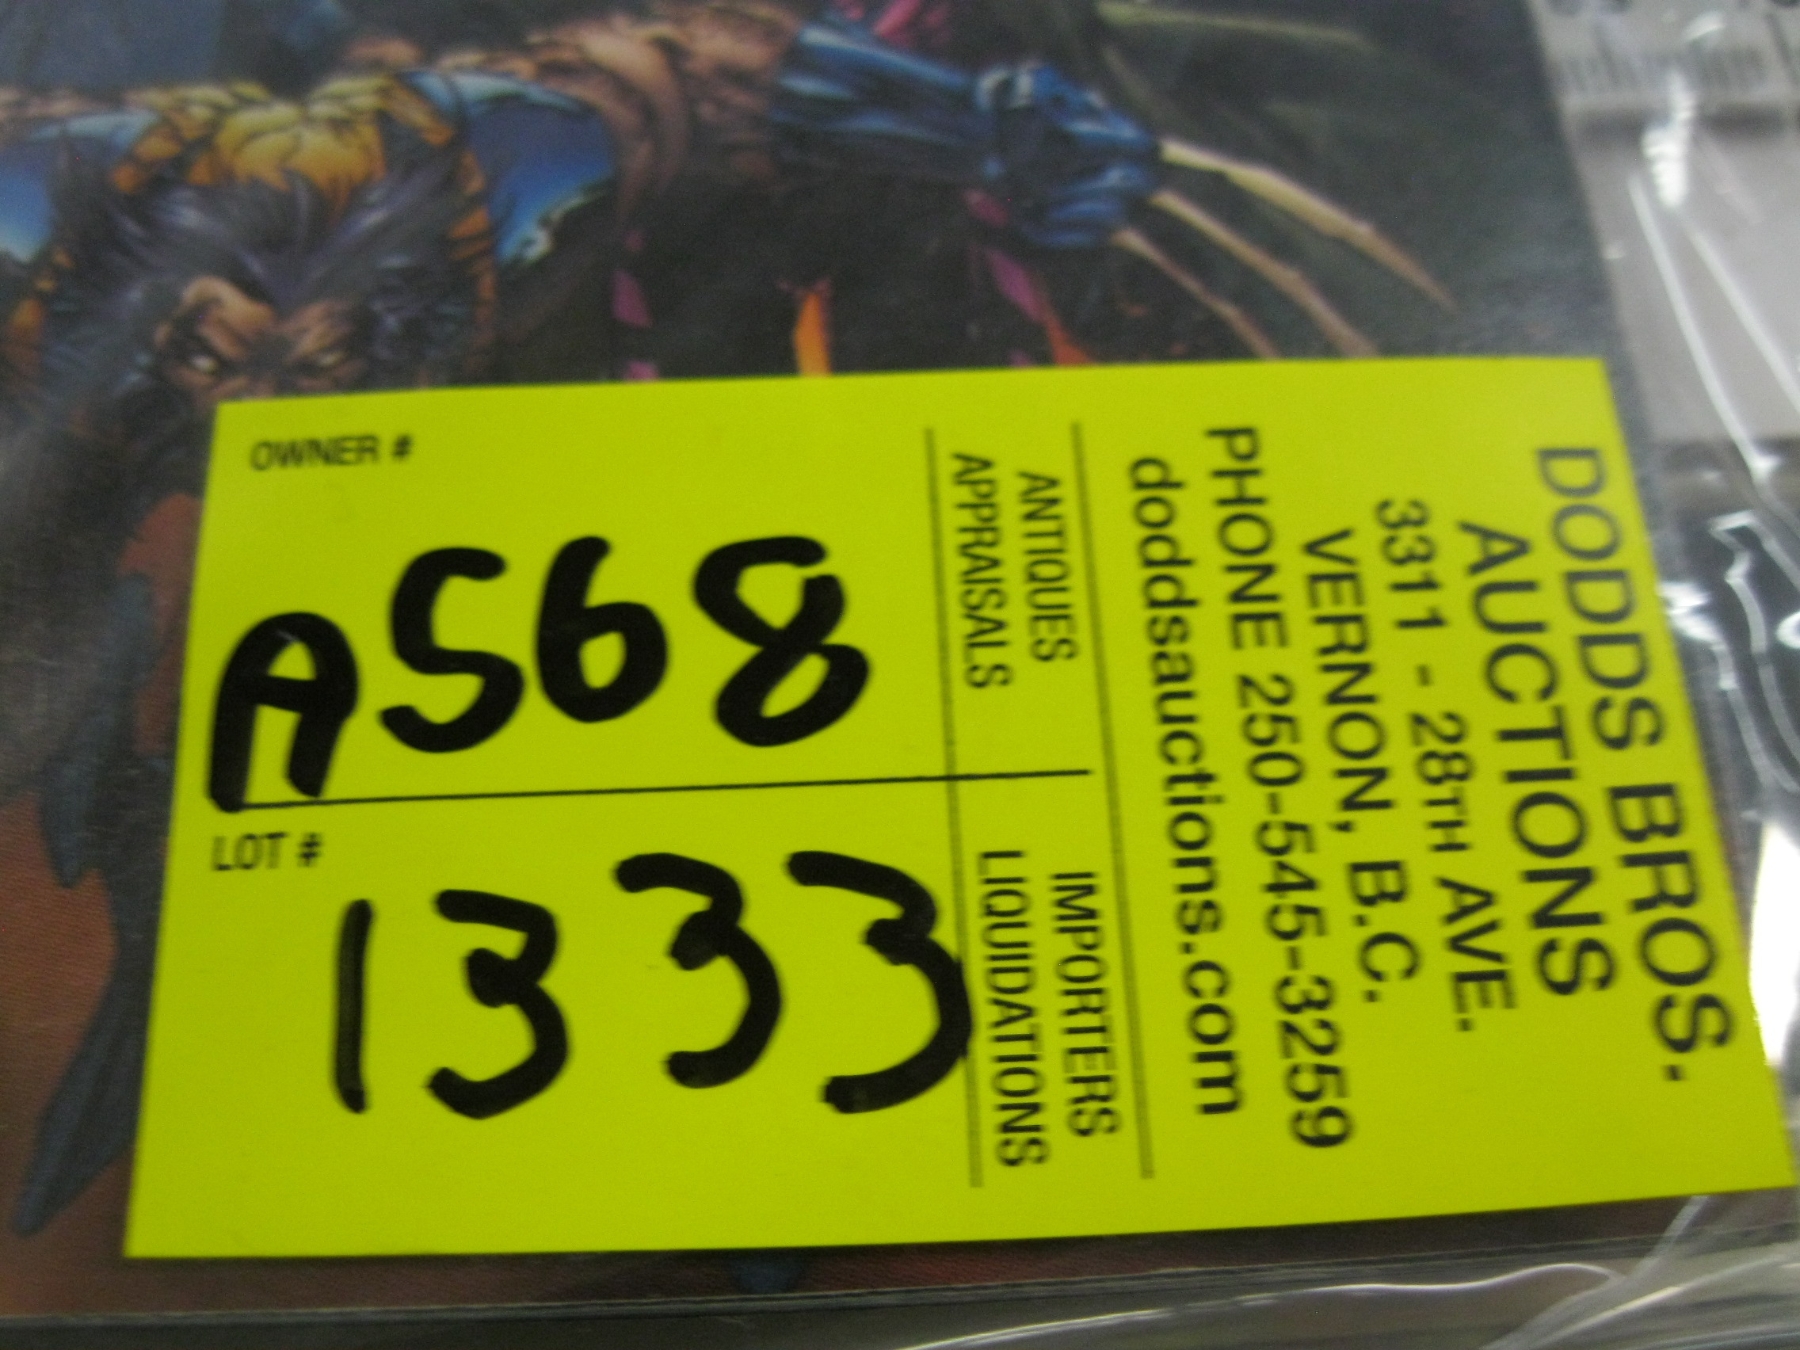 OWNER #
A568
LOT #
1333
DODDS BROS.
AUCTIONS
3311 - 28TH AVE.
VERNON, B.C.
PHONE 250-545-3259
doddsauctions.com
ANTIQUES
APPRAISALS
IMPORTERS
LIQUIDATIONS